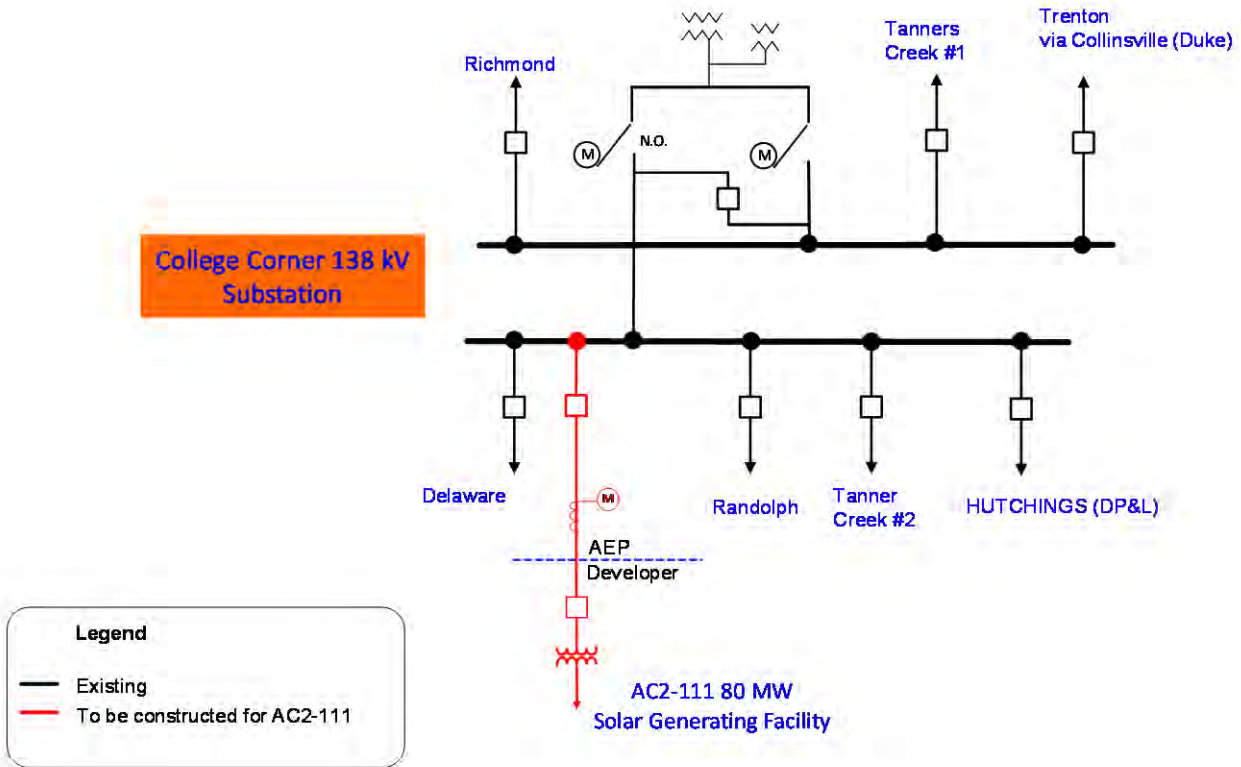 Trenton
via Collinsville (Duke)
Tanners
Creek #1
Richmond
M
N.O.
M
College Corner 138 kV
Substation
Delaware
Randolph
Tanner
Creek #2
HUTCHINGS (DP&L)
M
AEP
Developer
Legend
Existing
To be constructed for AC2-111
AC2-111 80 MW
Solar Generating Facility